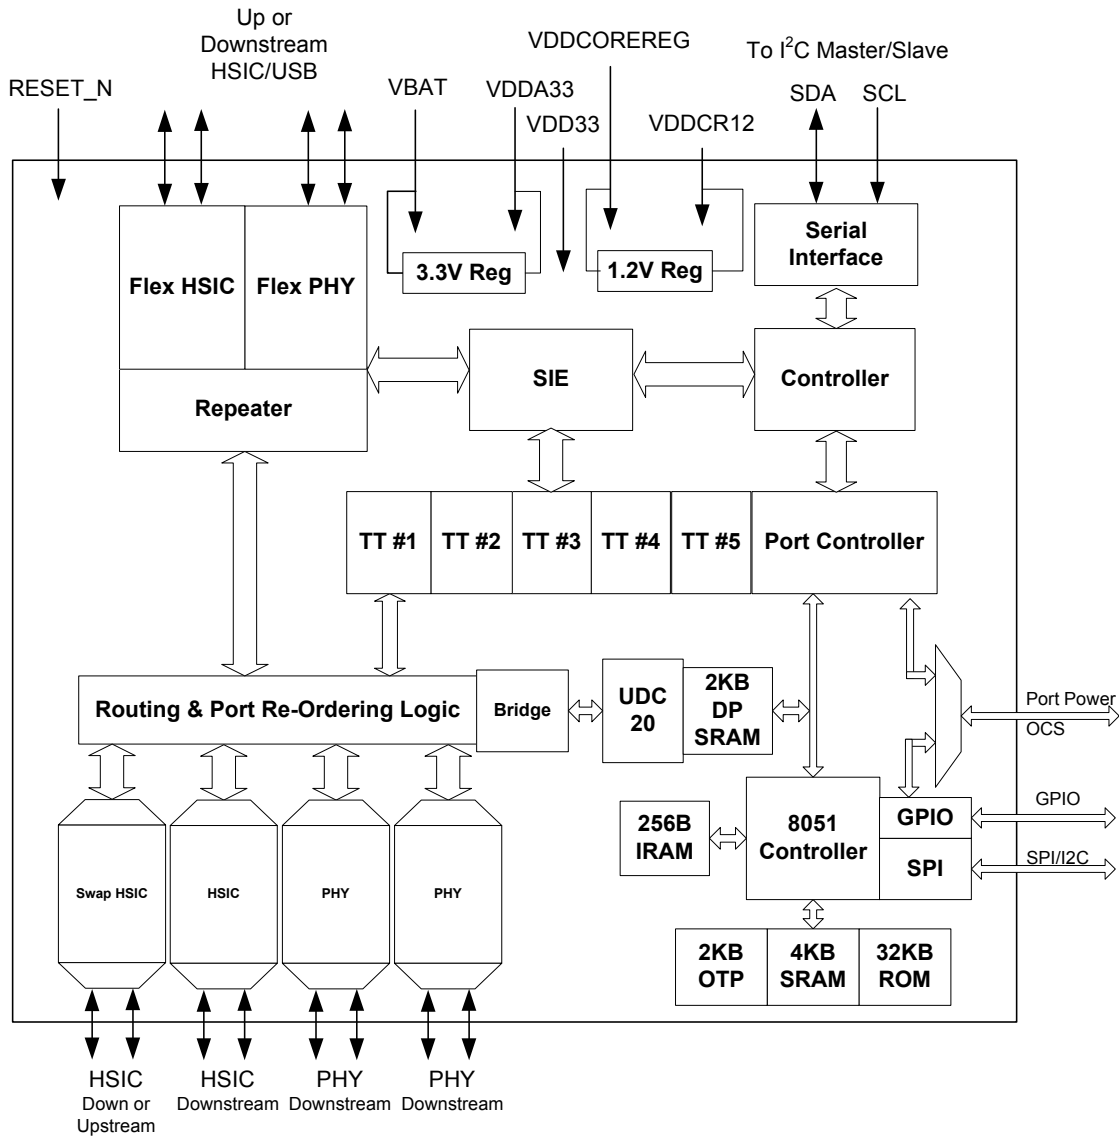 Up or
Downstream
HSIC/USB
RESET_N
VBAT
VDDA33
VDDCOREREG
VDD33
VDDCR12
To I²C Master/Slave
SDA
SCL
Flex HSIC
Flex PHY
3.3V Reg
1.2V Reg
Serial
Interface
Repeater
SIE
Controller
TT #1
TT #2
TT #3
TT #4
TT #5
Port Controller
Routing & Port Re-Ordering Logic
Bridge
UDC
20
2KB
DP
SRAM
Port Power
OCS
Swap HSIC
HSIC
PHY
PHY
256B
IRAM
8051
Controller
GPIO
SPI
GPIO
SPI/I2C
2KB
OTP
4KB
SRAM
32KB
ROM
HSIC
Down or
Upstream
HSIC
Downstream
PHY
Downstream
PHY
Downstream